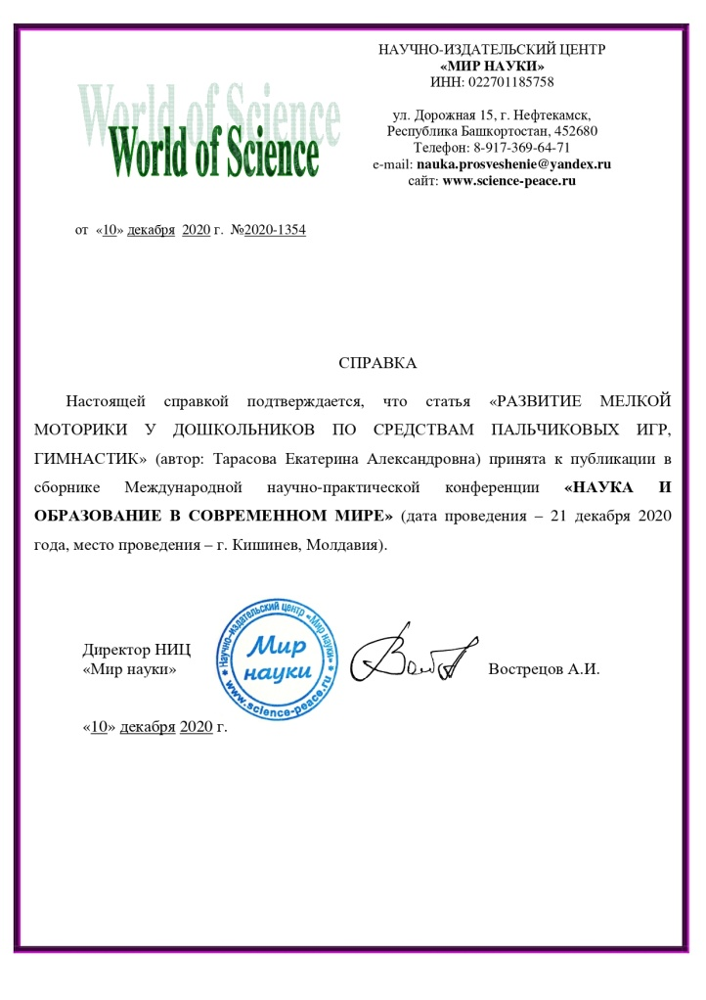 НАУЧНО-ИЗДАТЕЛЬСКИЙ ЦЕНТР
«МИР НАУКИ»
ИНН: 022701185758
ул. Дорожная 15, г. Нефтекамск,
Республика Башкортостан, 452680
Телефон: 8-917-369-64-71
e-mail: nauka.prosveshenie@yandex.ru
сайт: www.science-peace.ru
World of Science
от «10» декабря 2020 г. №2020-1354
СПРАВКА
Настоящей справкой подтверждается, что статья «РАЗВИТИЕ МЕЛКОЙ
МОТОРИКИ У ДОШКОЛЬНИКОВ ПО СРЕДСТВАМ ПАЛЬЧИКОВЫХ ИГР,
ГИМНАСТИК» (автор: Тарасова Екатерина Александровна) принята к публикации в
сборнике Международной научно-практической конференции «НАУКА И
ОБРАЗОВАНИЕ В СОВРЕМЕННОМ МИРЕ» (дата проведения – 21 декабря 2020
года, место проведения – г. Кишинев, Молдавия).
Директор НИЦ
«Мир науки»
Научно-издательский центр «Мир науки»
Мир
науки
www.science-peace.ru
Вострецов А.И.
«10» декабря 2020 г.